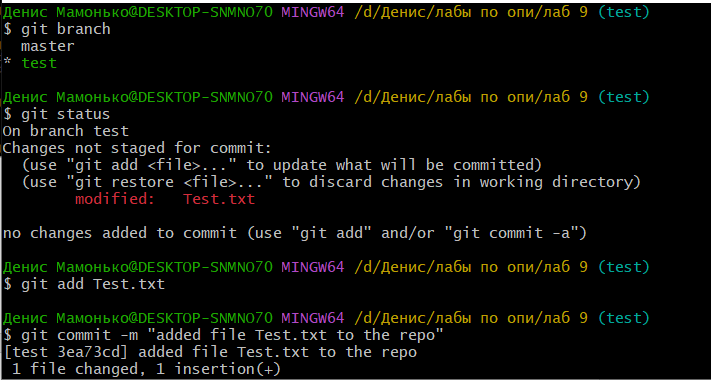 Денис Мамонько@DESKTOP-SNMNO70 MINGW64 /d/Денис/лабы по опи/лаб 9 (test)
$ git branch
  master
* test

Денис Мамонько@DESKTOP-SNMNO70 MINGW64 /d/Денис/лабы по опи/лаб 9 (test)
$ git status
On branch test
Changes not staged for commit:
  (use "git add <file>..." to update what will be committed)
  (use "git restore <file>..." to discard changes in working directory)
        modified:   Test.txt

no changes added to commit (use "git add" and/or "git commit -a")

Денис Мамонько@DESKTOP-SNMNO70 MINGW64 /d/Денис/лабы по опи/лаб 9 (test)
$ git add Test.txt

Денис Мамонько@DESKTOP-SNMNO70 MINGW64 /d/Денис/лабы по опи/лаб 9 (test)
$ git commit -m "added file Test.txt to the repo"
[test 3ea73cd] added file Test.txt to the repo
 1 file changed, 1 insertion(+)